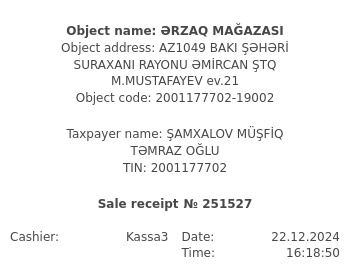 Object name: ƏRZAQ MAĞAZASI
Object address: AZ1049 BAKI ŞƏHƏRİ
SURAXANI RAYONU ƏMİRCAN ŞTQ
M.MUSTAFAYEV ev.21
Object code: 2001177702-19002
Taxpayer name: ŞAMXALOV MÜŞFİQ
TƏMRAZ OĞLU
TIN: 2001177702
Sale receipt № 251527
Cashier: Kassa3 Date: 22.12.2024
Time: 16:18:50